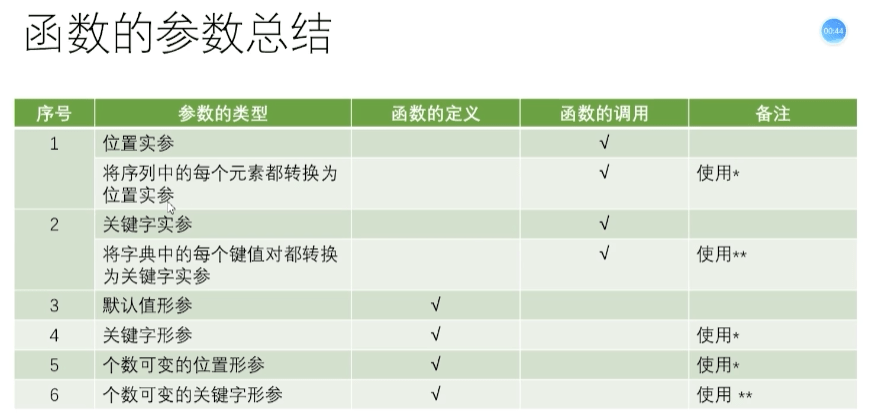 函数的参数总结
00:44
序号 参数的类型 函数的定义 函数的调用 备注
1 位置实参 √
将序列中的每个元素都转换为
位置实参 √ 使用*
2 关键字实参 √
将字典中的每个键值对都转换
为关键字实参 √ 使用**
3 默认值形参 √
4 关键字形参 √ 使用*
5 个数可变的位置形参 √ 使用*
6 个数可变的关键字形参 √ 使用 **